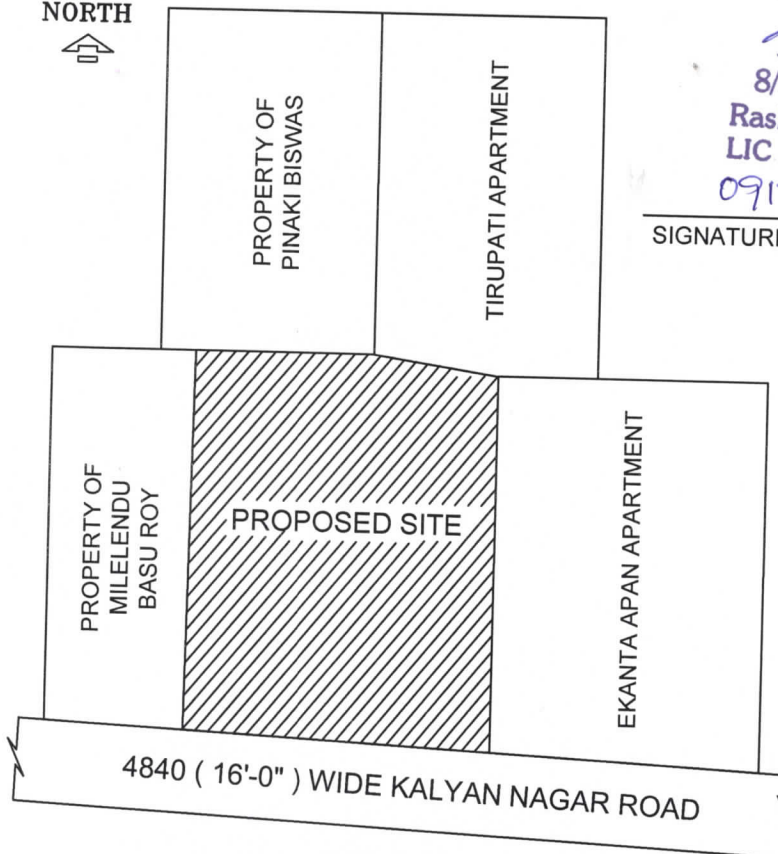 NORTH
PROPERTY OF
PINAKI BISWAS
TIRUPATI APARTMENT
8/
LIC
SIGNATURE
PROPERTY OF
MILELENDU
BASU ROY
PROPOSED SITE
EKANTA APAN APARTMENT
4840 ( 16'-0" ) WIDE KALYAN NAGAR ROAD